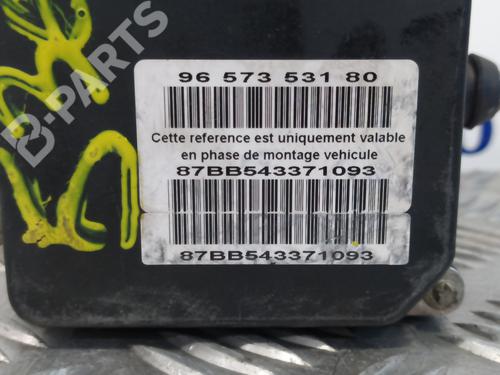 B-PARTS
96 573 531 80
Cette reference est uniquement valable
en phase de montage vehicule
87BB543371093
87BB543371093